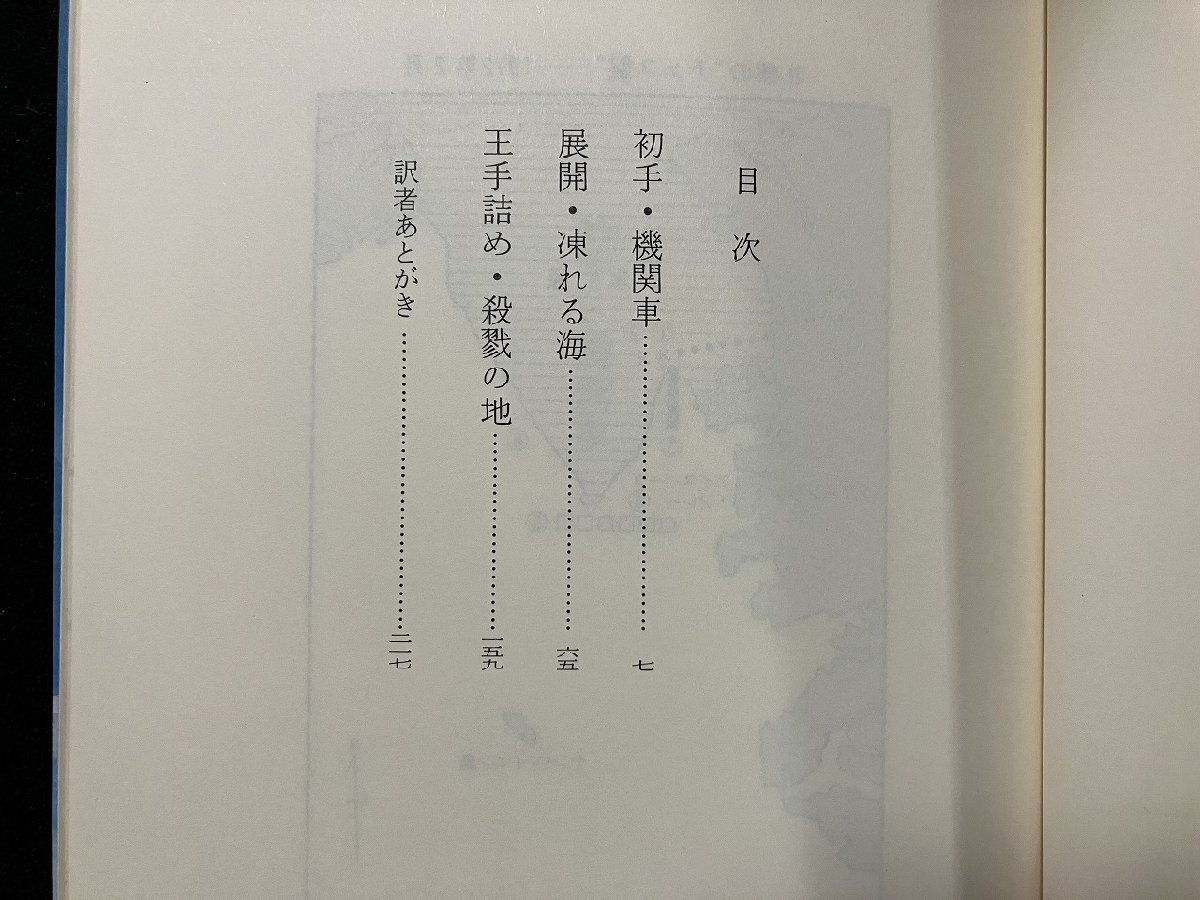 目次
初手・機関車……………………………七
展開・凍れる海…………………………六五
王手詰め・殺戮の地……………………一五九
訳者あとがき……………………………二一七